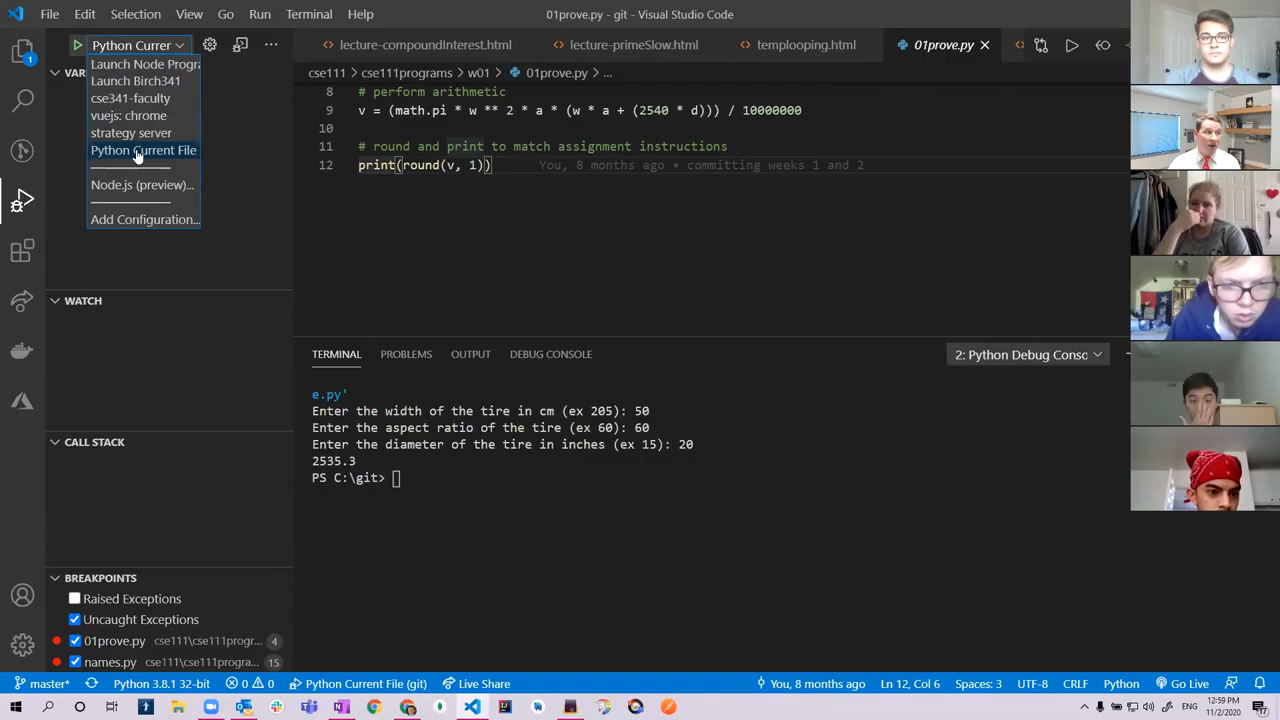 File Edit Selection View Go Run Terminal Help 01prove.py - git - Visual Studio Code
Python Currer
lecture-compoundInterest.html lecture-primeSlow.html templooping.html 01prove.py
Launch Node Progra
Launch Birch341
cse341-faculty
vuejs: chrome
strategy server
Python Current File
Node.js (preview)...
Add Configuration...
VAR
cse111 > cse111programs > w01 > 01prove.py > ...
8 # perform arithmetic
9 v = (math.pi * w ** 2 * a * (w * a + (2540 * d))) / 10000000
10
11 # round and print to match assignment instructions
12 print(round(v, 1)) You, 8 months ago • committing weeks 1 and 2
WATCH
CALL STACK
BREAKPOINTS
Raised Exceptions
Uncaught Exceptions
01prove.py cse111\cse111progr... 4
names.py cse111\cse111progra... 15
TERMINAL PROBLEMS OUTPUT DEBUG CONSOLE 2: Python Debug Consc
e.py'
Enter the width of the tire in cm (ex 205): 50
Enter the aspect ratio of the tire (ex 60): 60
Enter the diameter of the tire in inches (ex 15): 20
2535.3
PS C:\git>
master* Python 3.8.1 32-bit 0 0 Python Current File (git) Live Share You, 8 months ago Ln 12, Col 6 Spaces: 3 UTF-8 CRLF Python Go Live
ENG 12:59 PM
11/2/2020 17